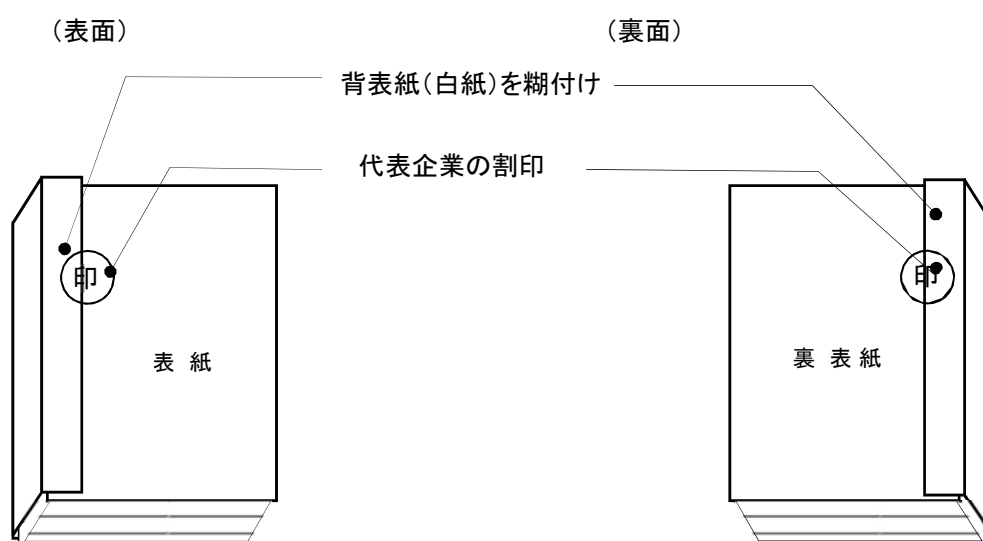 （表面）
（裏面）
背表紙（白紙）を糊付け
代表企業の割印
印
印
表 紙
裏 表 紙